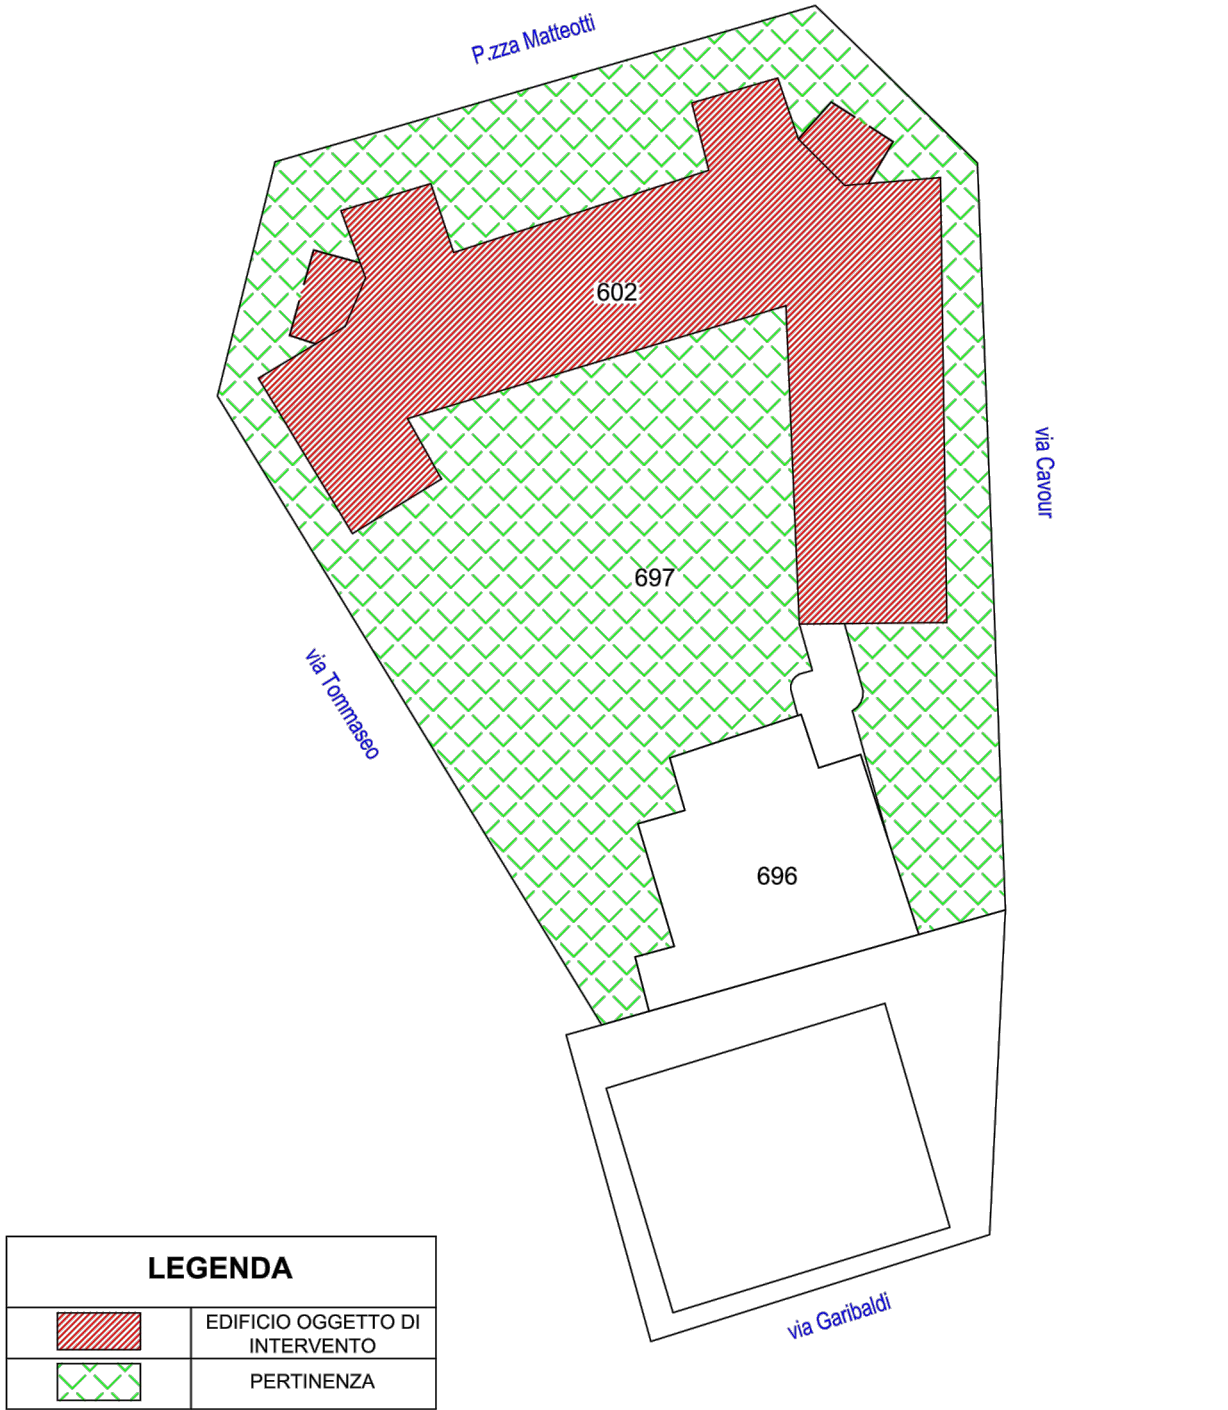 P.zza Matteotti
602
via Cavour
697
via Tommaseo
696
via Garibaldi
LEGENDA
EDIFICIO OGGETTO DI
INTERVENTO
PERTINENZA